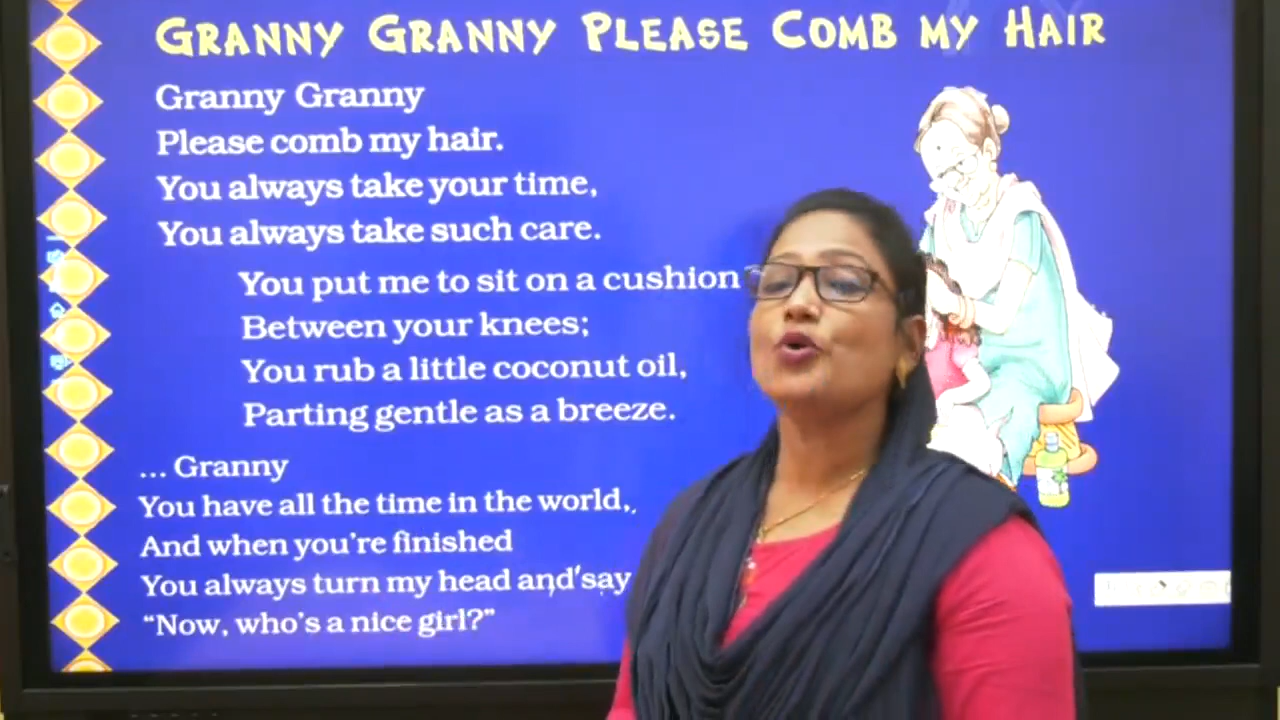 GRANNY GRANNY PLEASE COMB MY HAIR
Granny Granny
Please comb my hair.
You always take your time,
You always take such care.
You put me to sit on a cushion
Between your knees;
You rub a little coconut oil,
Parting gentle as a breeze.
... Granny
You have all the time in the world,
And when you're finished
You always turn my head and say
“Now, who's a nice girl?”